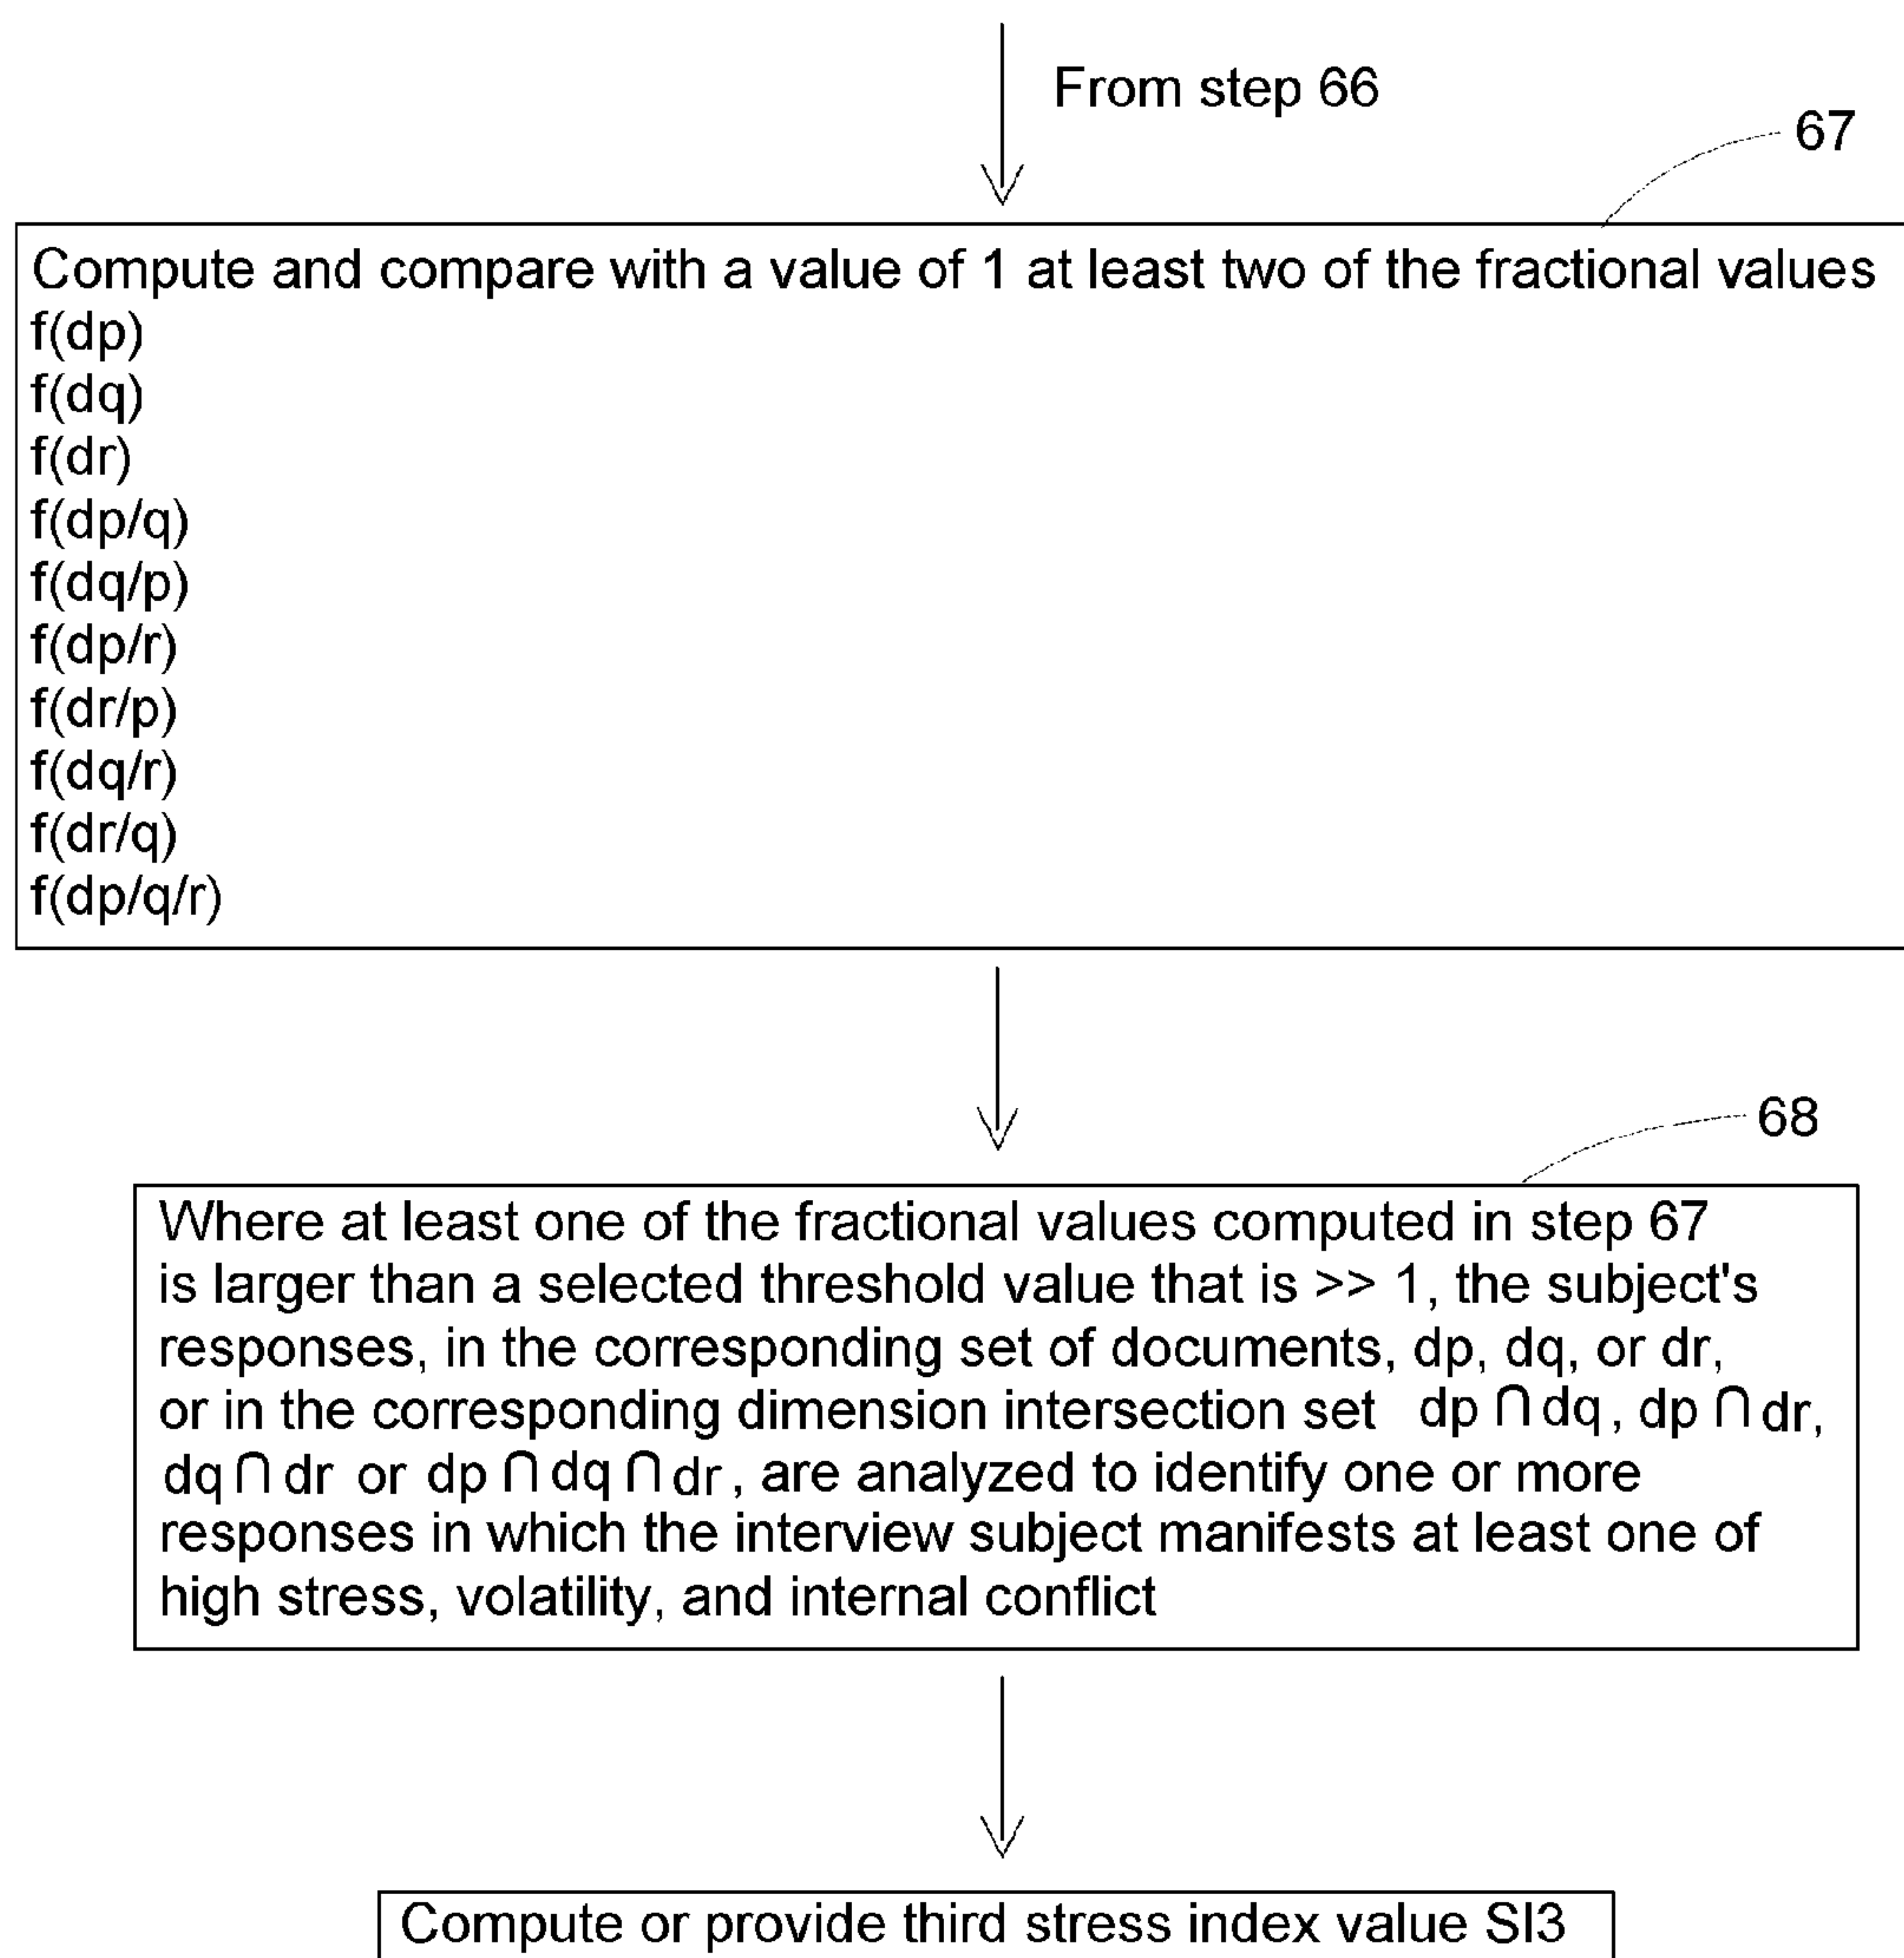 From step 66
67
Compute and compare with a value of 1 at least two of the fractional values
f(dp)
f(dq)
f(dr)
f(dp/q)
f(dq/p)
f(dp/r)
f(dr/p)
f(dq/r)
f(dr/q)
f(dp/q/r)
68
Where at least one of the fractional values computed in step 67
is larger than a selected threshold value that is >> 1, the subject's
responses, in the corresponding set of documents, dp, dq, or dr,
or in the corresponding dimension intersection set dp ∩ dq, dp ∩ dr,
dq ∩ dr or dp ∩ dq ∩ dr, are analyzed to identify one or more
responses in which the interview subject manifests at least one of
high stress, volatility, and internal conflict
Compute or provide third stress index value SI3